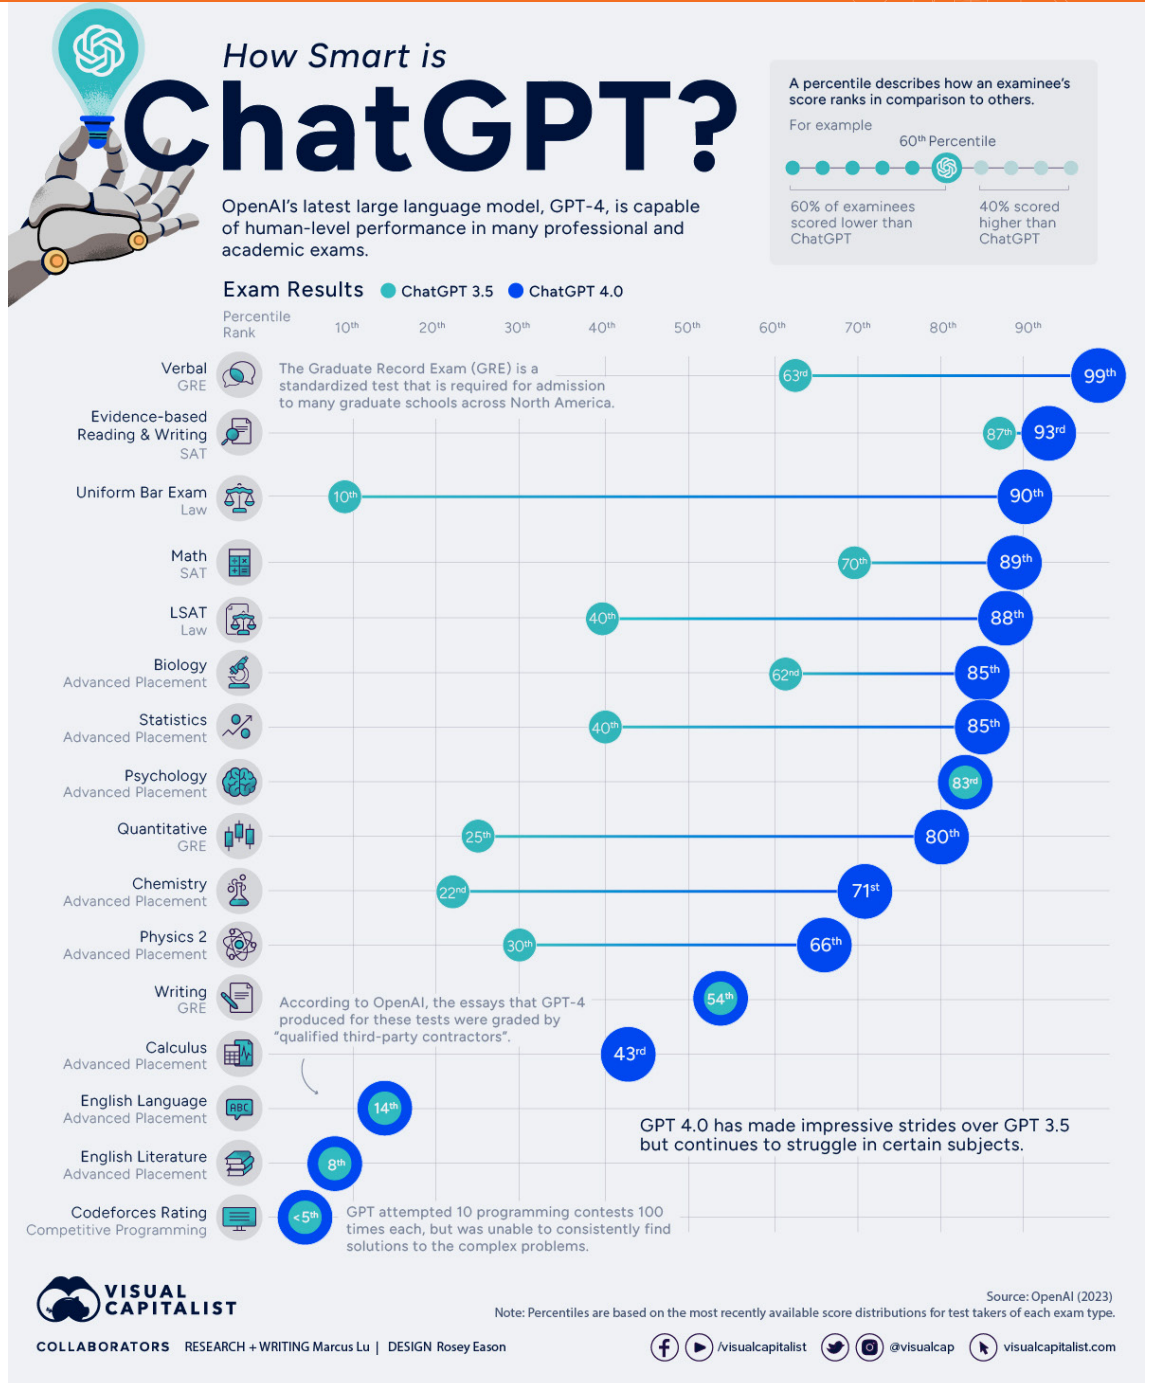 How Smart is
ChatGPT?
OpenAI's latest large language model, GPT-4, is capable
of human-level performance in many professional and
academic exams.
A percentile describes how an examinee's
score ranks in comparison to others.
For example
60th Percentile
60% of examinees
scored lower than
ChatGPT
40% scored
higher than
ChatGPT
Exam Results ChatGPT 3.5 ChatGPT 4.0
Percentile
Rank
10th 20th 30th 40th 50th 60th 70th 80th 90th
Verbal
GRE
The Graduate Record Exam (GRE) is a
standardized test that is required for admission
to many graduate schools across North America.
63rd 99th
Evidence-based
Reading & Writing
SAT
87th 93rd
Uniform Bar Exam
Law
10th 90th
Math
SAT
70th 89th
LSAT
Law
40th 88th
Biology
Advanced Placement
62nd 85th
Statistics
Advanced Placement
40th 85th
Psychology
Advanced Placement
83rd
Quantitative
GRE
25th 80th
Chemistry
Advanced Placement
22nd 71st
Physics 2
Advanced Placement
30th 66th
Writing
GRE
54th
According to OpenAI, the essays that GPT-4
produced for these tests were graded by
"qualified third-party contractors".
Calculus
Advanced Placement
43rd
English Language
Advanced Placement
ABC
14th
GPT 4.0 has made impressive strides over GPT 3.5
but continues to struggle in certain subjects.
English Literature
Advanced Placement
8th
Codeforces Rating
Competitive Programming
<5th
GPT attempted 10 programming contests 100
times each, but was unable to consistently find
solutions to the complex problems.
VISUAL
CAPITALIST
Source: OpenAI (2023)
Note: Percentiles are based on the most recently available score distributions for test takers of each exam type.
COLLABORATORS RESEARCH + WRITING Marcus Lu | DESIGN Rosey Eason
/visualcapitalist @visualcap visualcapitalist.com